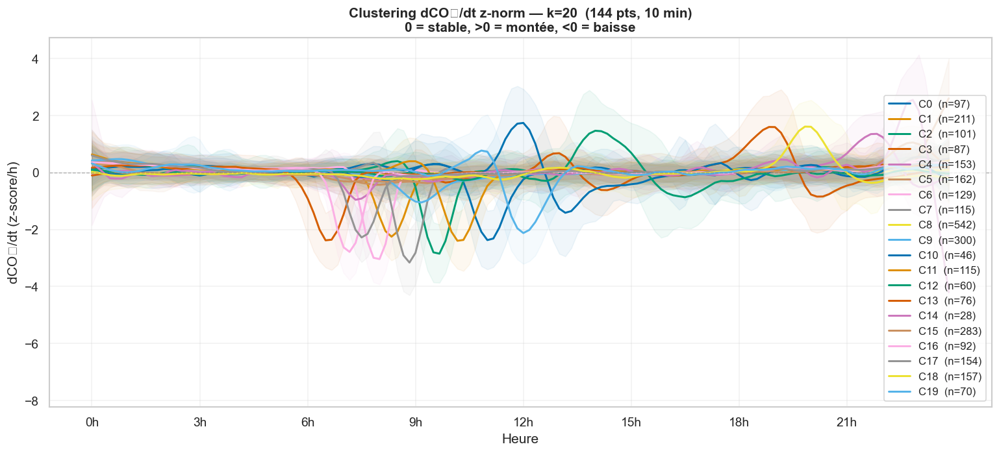 Clustering dCO□/dt z-norm — k=20 (144 pts, 10 min)
0 = stable, >0 = montée, <0 = baisse
dCO□/dt (z-score/h)
4
2
0
−2
−4
−6
−8
0h
3h
6h
9h
12h
15h
18h
21h
Heure
C0 (n=97)
C1 (n=211)
C2 (n=101)
C3 (n=87)
C4 (n=153)
C5 (n=162)
C6 (n=129)
C7 (n=115)
C8 (n=542)
C9 (n=300)
C10 (n=46)
C11 (n=115)
C12 (n=60)
C13 (n=76)
C14 (n=28)
C15 (n=283)
C16 (n=92)
C17 (n=154)
C18 (n=157)
C19 (n=70)